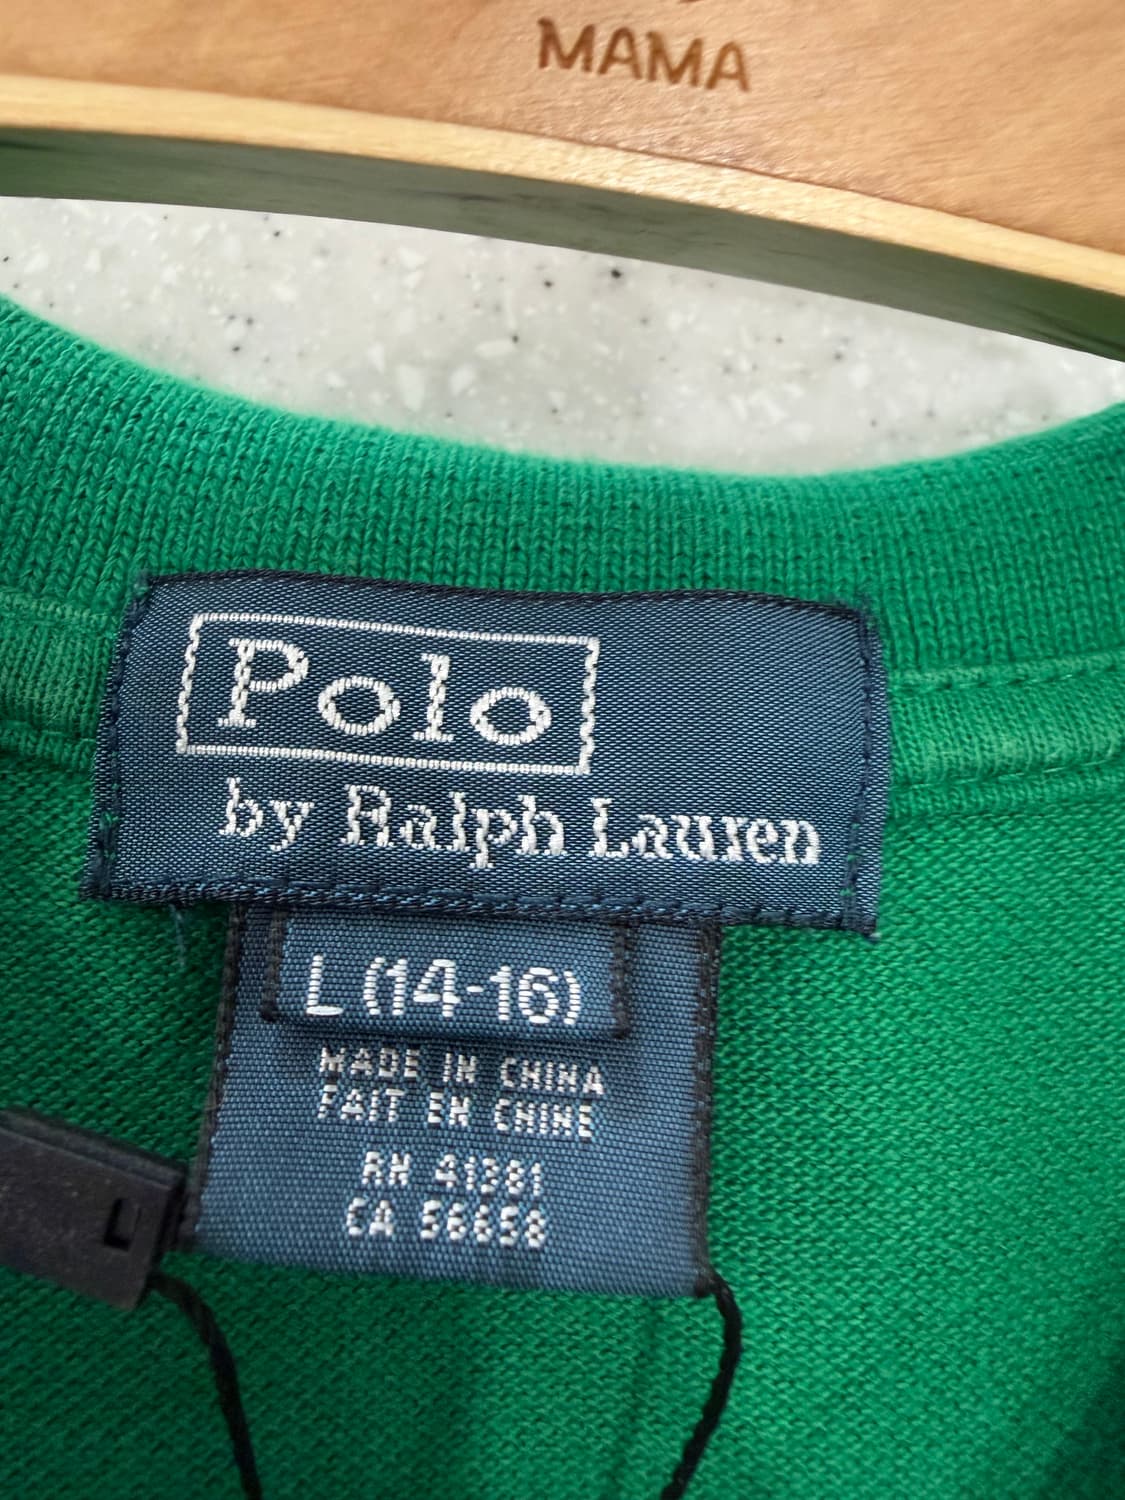 MAMA
Polo
by Ralph Lauren
L (14-16)
MADE IN CHINA
FAIT EN CHINE
RN 41381
CA 56658